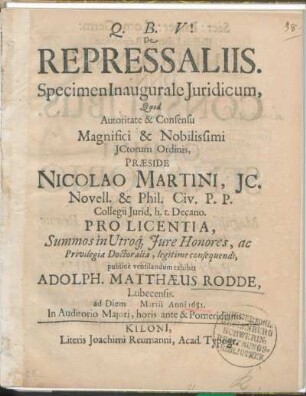 Q. B. V!
De
REPRESSALIIS.
Specimen Inaugurale Juridicum,
Quod
Autoritate & Consensu
Magnifici & Nobilissimi
JCtorum Ordinis,
PRÆSIDE
NICOLAO MARTINI, JC.
Novell. & Phil. Civ. P. P.
Collegii Jurid. h. t. Decano.
PRO LICENTIA,
Summos in Utroq; Jure Honores, ac
Privilegia Doctoralia, legitime consequendi,
publice ventilandum exhibet
ADOLPH. MATTHÆUS RODDE,
Lubecensis.
ad Diem Martii Anni
In Auditorio Majori, horis ante & Pomeridianis.
KILONI,
Literis Joachimi Reumanni, Acad. Typogr.